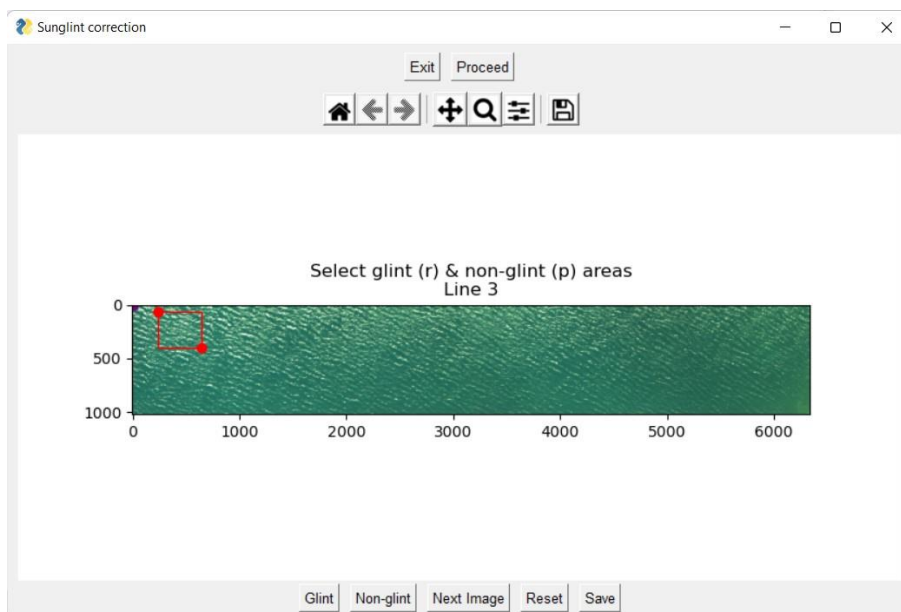 Sunglint correction
Exit Proceed
Select glint (r) & non-glint (p) areas
Line 3
0
500
1000
0 1000 2000 3000 4000 5000 6000
Glint Non-glint Next Image Reset Save